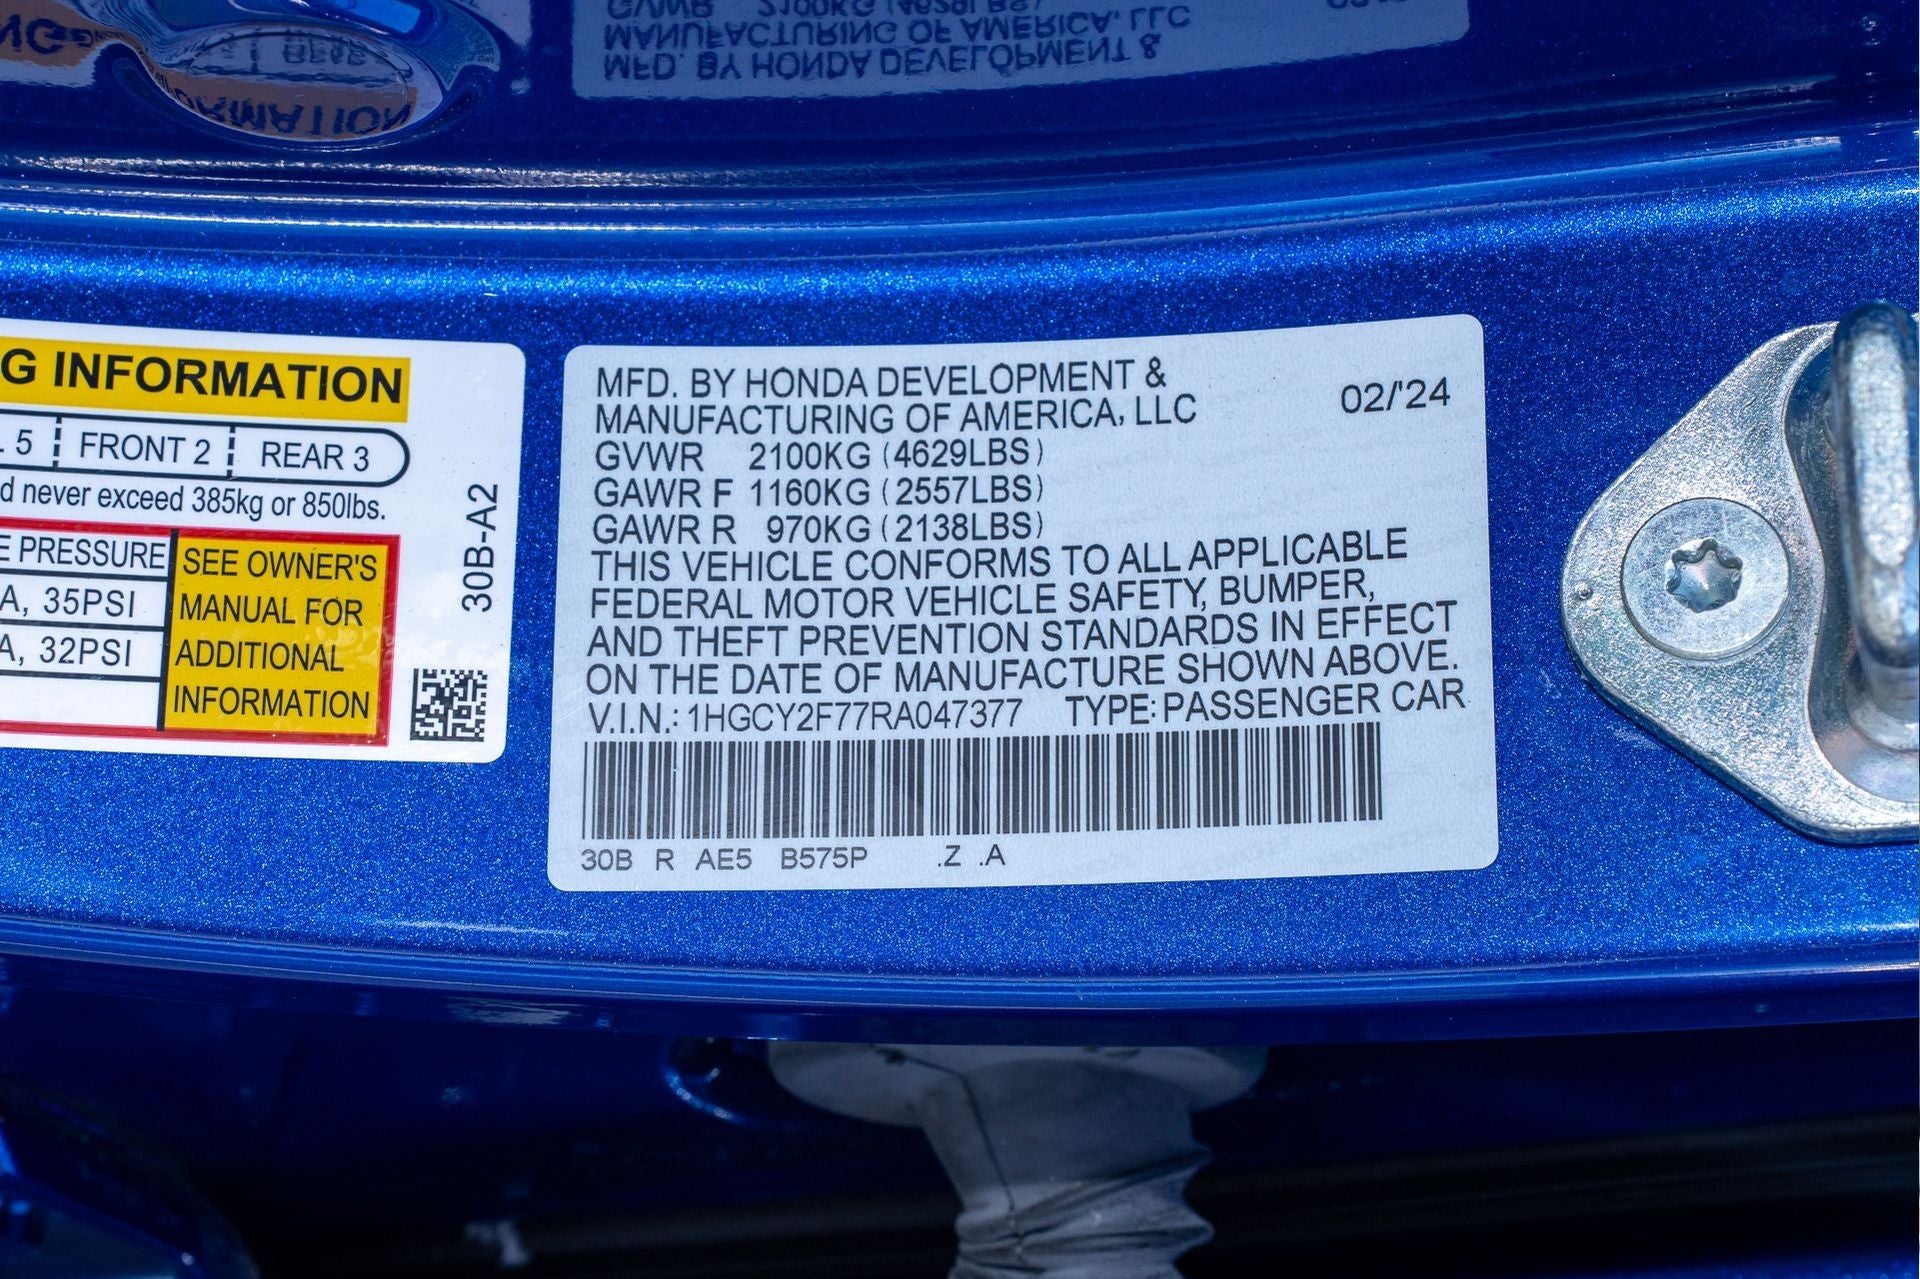 G INFORMATION
. 5 FRONT 2 REAR 3
d never exceed 385kg or 850lbs.
E PRESSURE
A, 35PSI
A, 32PSI
SEE OWNER'S
MANUAL FOR
ADDITIONAL
INFORMATION
30B-A2
MFD. BY HONDA DEVELOPMENT &
MANUFACTURING OF AMERICA, LLC
02/'24
GVWR 2100KG (4629LBS)
GAWR F 1160KG (2557LBS)
GAWR R 970KG (2138LBS)
THIS VEHICLE CONFORMS TO ALL APPLICABLE
FEDERAL MOTOR VEHICLE SAFETY, BUMPER,
AND THEFT PREVENTION STANDARDS IN EFFECT
ON THE DATE OF MANUFACTURE SHOWN ABOVE.
V.I.N.: 1HGCY2F77RA047377 TYPE: PASSENGER CAR
30B R AE5 B575P .Z .A